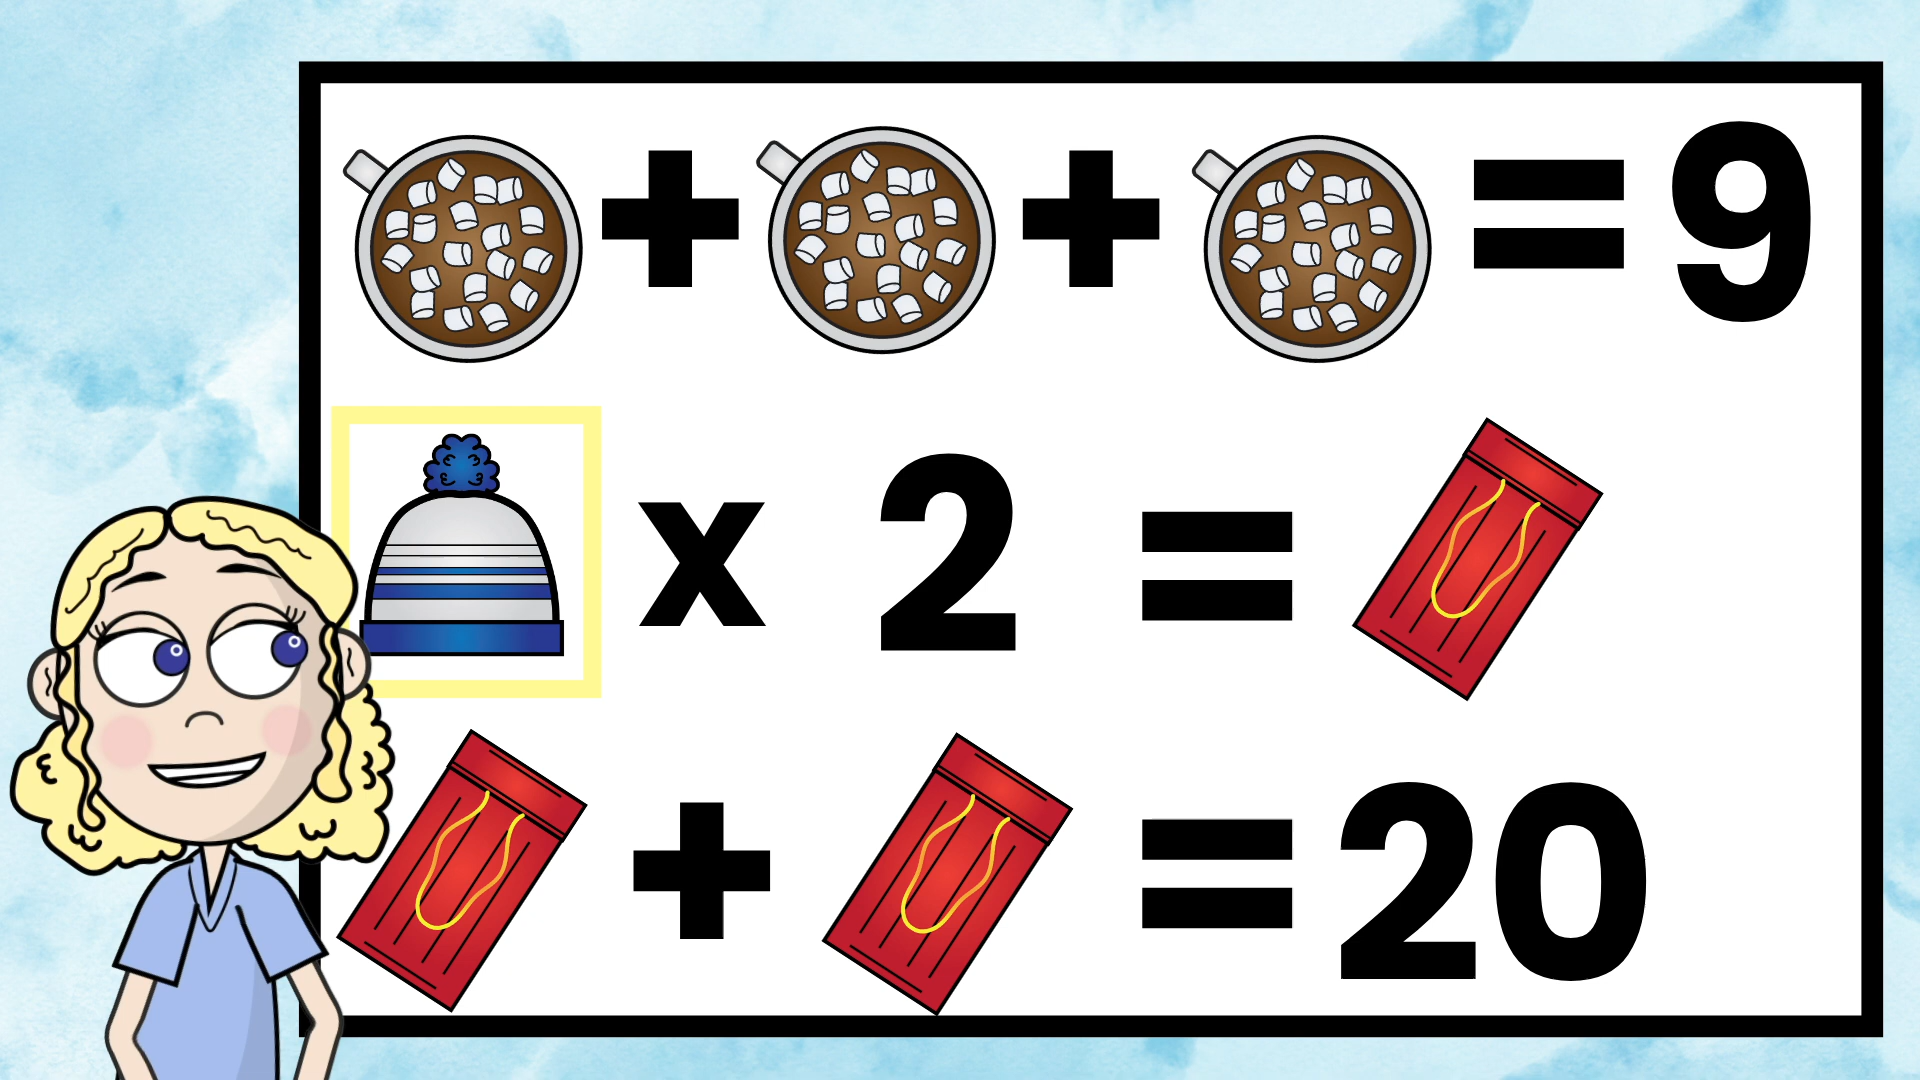 + + = 9
x 2 =
+ = 20